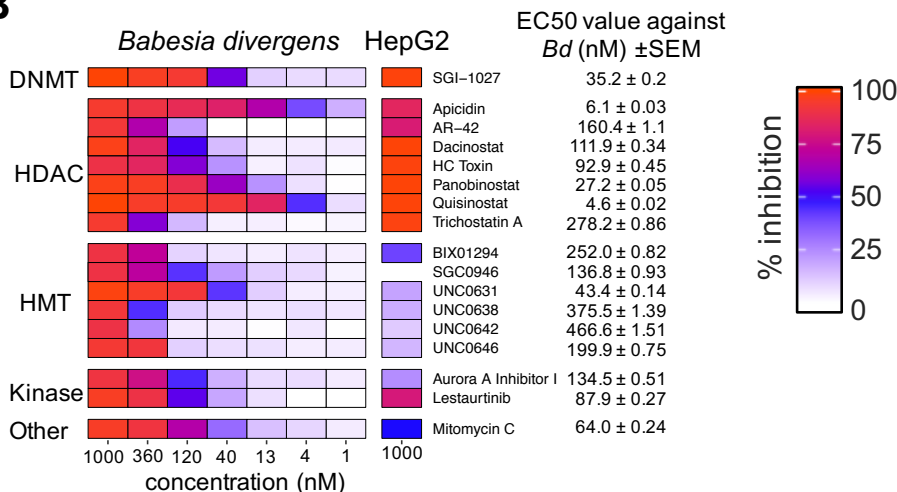 B
Babesia divergens HepG2 EC50 value against
Bd (nM) ±SEM
DNMT SGI−1027 35.2 ± 0.2
HDAC
Apicidin 6.1 ± 0.03
AR−42 160.4 ± 1.1
Dacinostat 111.9 ± 0.34
HC Toxin 92.9 ± 0.45
Panobinostat 27.2 ± 0.05
Quisinostat 4.6 ± 0.02
Trichostatin A 278.2 ± 0.86
HMT
BIX01294 252.0 ± 0.82
SGC0946 136.8 ± 0.93
UNC0631 43.4 ± 0.14
UNC0638 375.5 ± 1.39
UNC0642 466.6 ± 1.51
UNC0646 199.9 ± 0.75
Kinase
Aurora A Inhibitor I 134.5 ± 0.51
Lestaurtinib 87.9 ± 0.27
Other Mitomycin C 64.0 ± 0.24
1000 360 120 40 13 4 1 1000
concentration (nM)
% inhibition
100
75
50
25
0